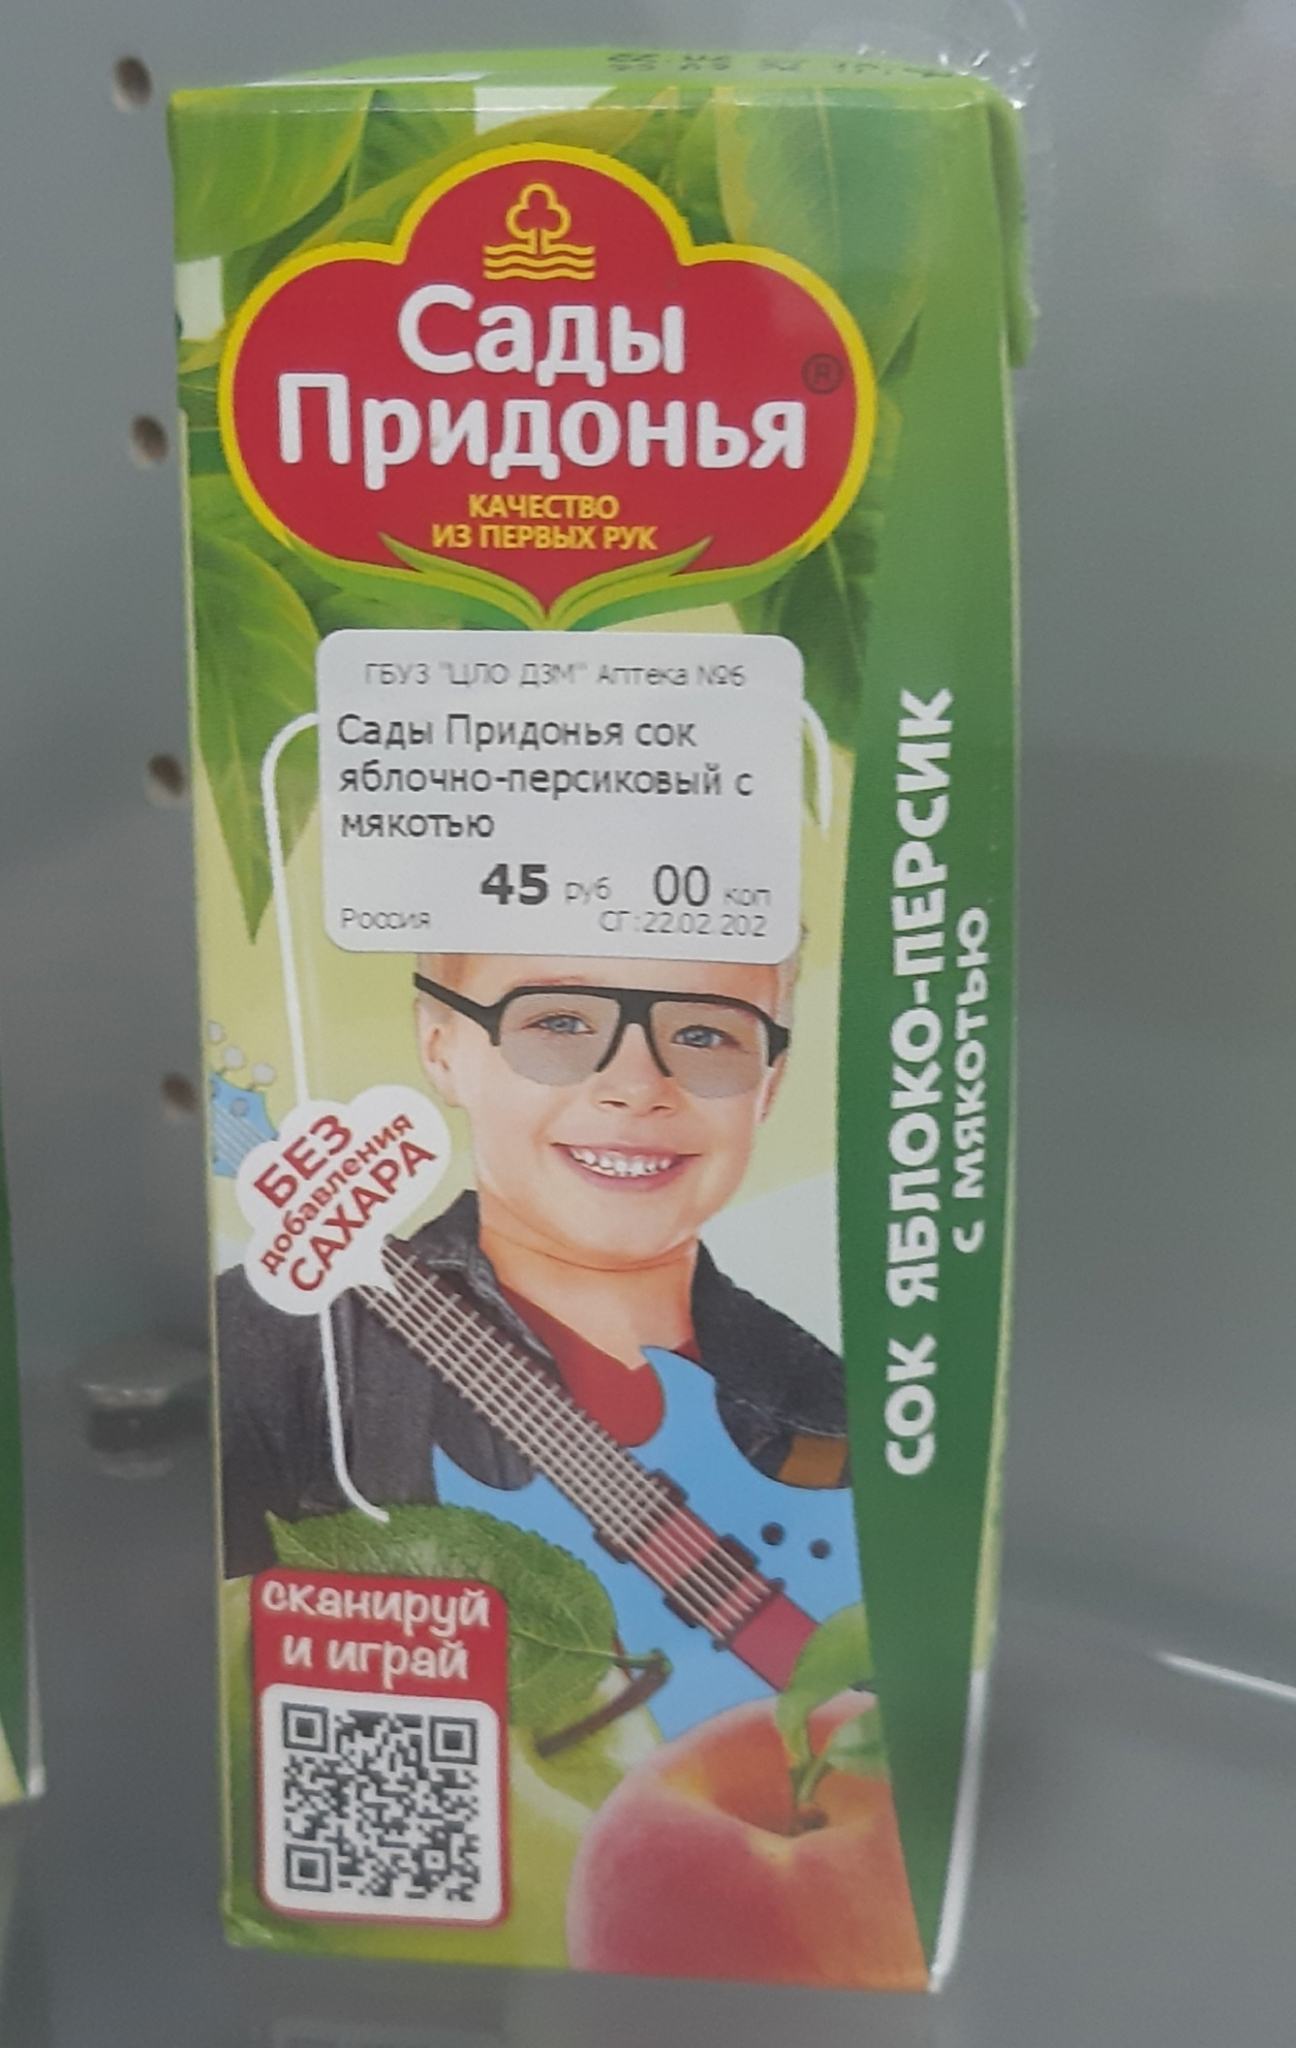 Сады
Придонья
®
КАЧЕСТВО
ИЗ ПЕРВЫХ РУК
ГБУЗ "ЦЛО ДЗМ" Аптека №6
Сады Придонья сок
яблочно-персиковый с
мякотью
45 руб 00 коп
Россия СГ:22.02.202
БЕЗ
добавления
САХАРА
СОК ЯБЛОКО-ПЕРСИК
С МЯКОТЬЮ
сканируй
и играй